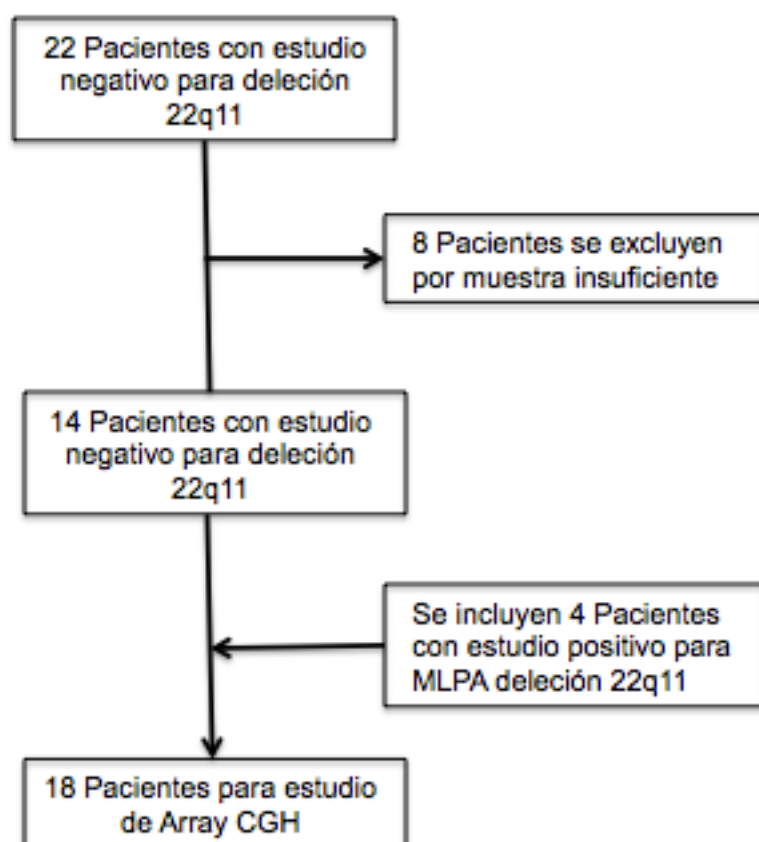 22 Pacientes con estudio
negativo para deleción
22q11
8 Pacientes se excluyen
por muestra insuficiente
14 Pacientes con estudio
negativo para deleción
22q11
Se incluyen 4 Pacientes
con estudio positivo para
MLPA deleción 22q11
18 Pacientes para estudio
de Array CGH